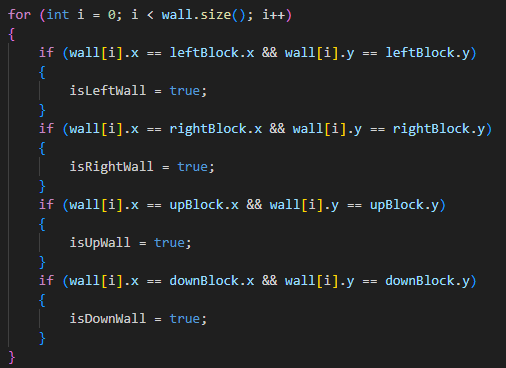 for (int i = 0; i < wall.size(); i++)
{
    if (wall[i].x == leftBlock.x && wall[i].y == leftBlock.y)
    {
        isLeftWall = true;
    }
    if (wall[i].x == rightBlock.x && wall[i].y == rightBlock.y)
    {
        isRightWall = true;
    }
    if (wall[i].x == upBlock.x && wall[i].y == upBlock.y)
    {
        isUpWall = true;
    }
    if (wall[i].x == downBlock.x && wall[i].y == downBlock.y)
    {
        isDownWall = true;
    }
}